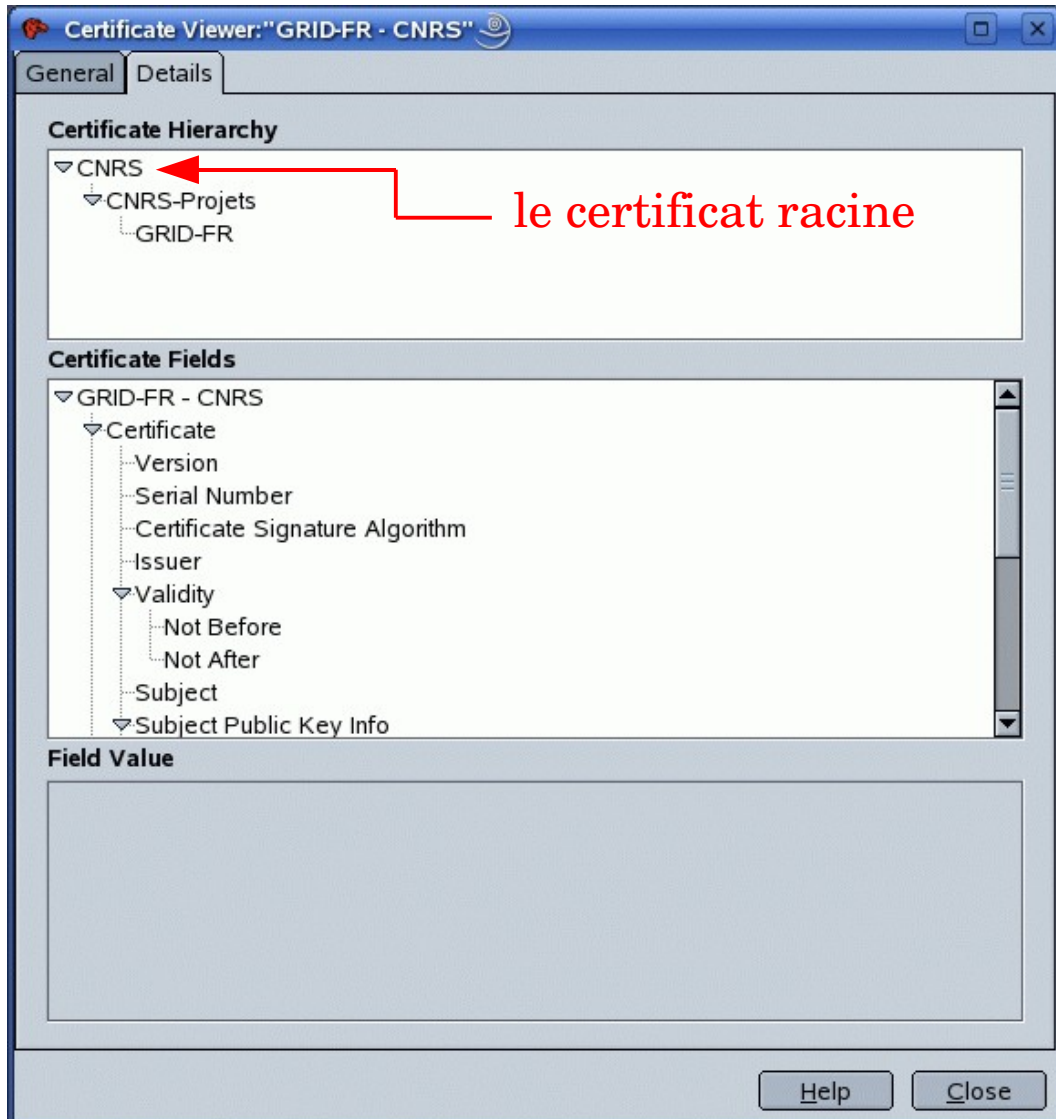 Certificate Viewer:"GRID-FR - CNRS"
General Details
Certificate Hierarchy
CNRS
le certificat racine
CNRS-Projets
GRID-FR
Certificate Fields
GRID-FR - CNRS
Certificate
Version
Serial Number
Certificate Signature Algorithm
Issuer
Validity
Not Before
Not After
Subject
Subject Public Key Info
Field Value
Help Close